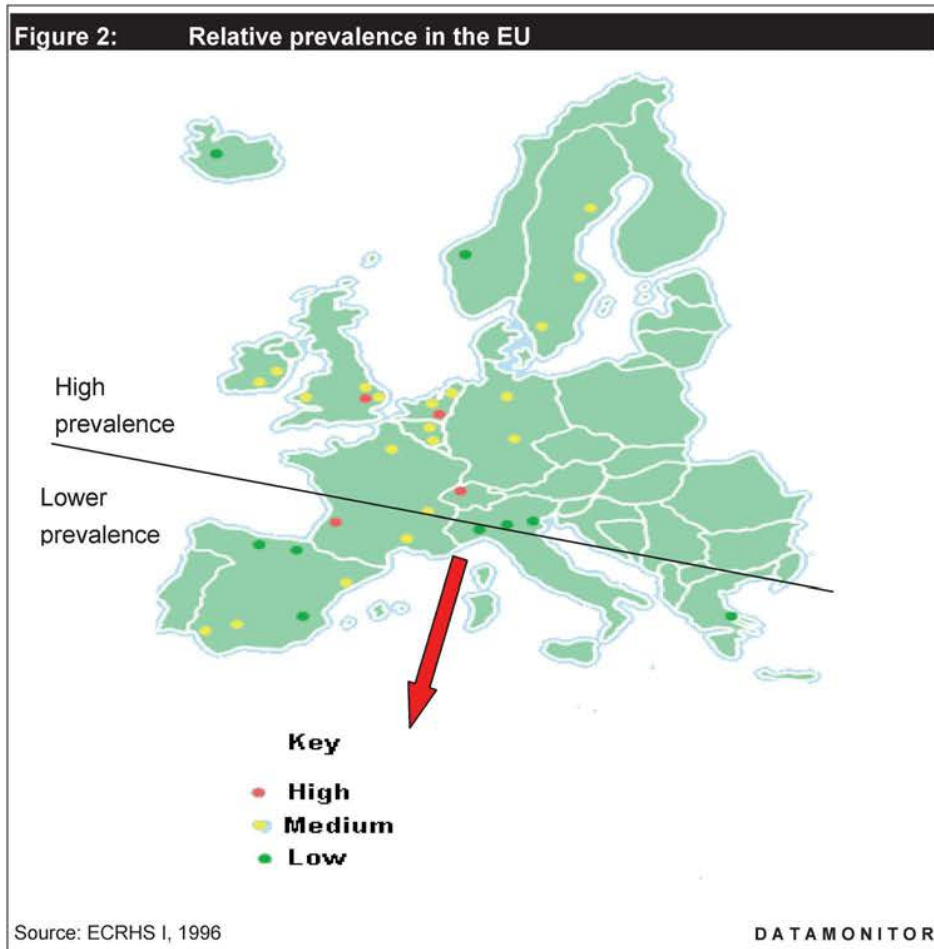 Figure 2: Relative prevalence in the EU
High
prevalence
Lower
prevalence
Key
High
Medium
Low
Source: ECRHS I, 1996
DATAMONITOR